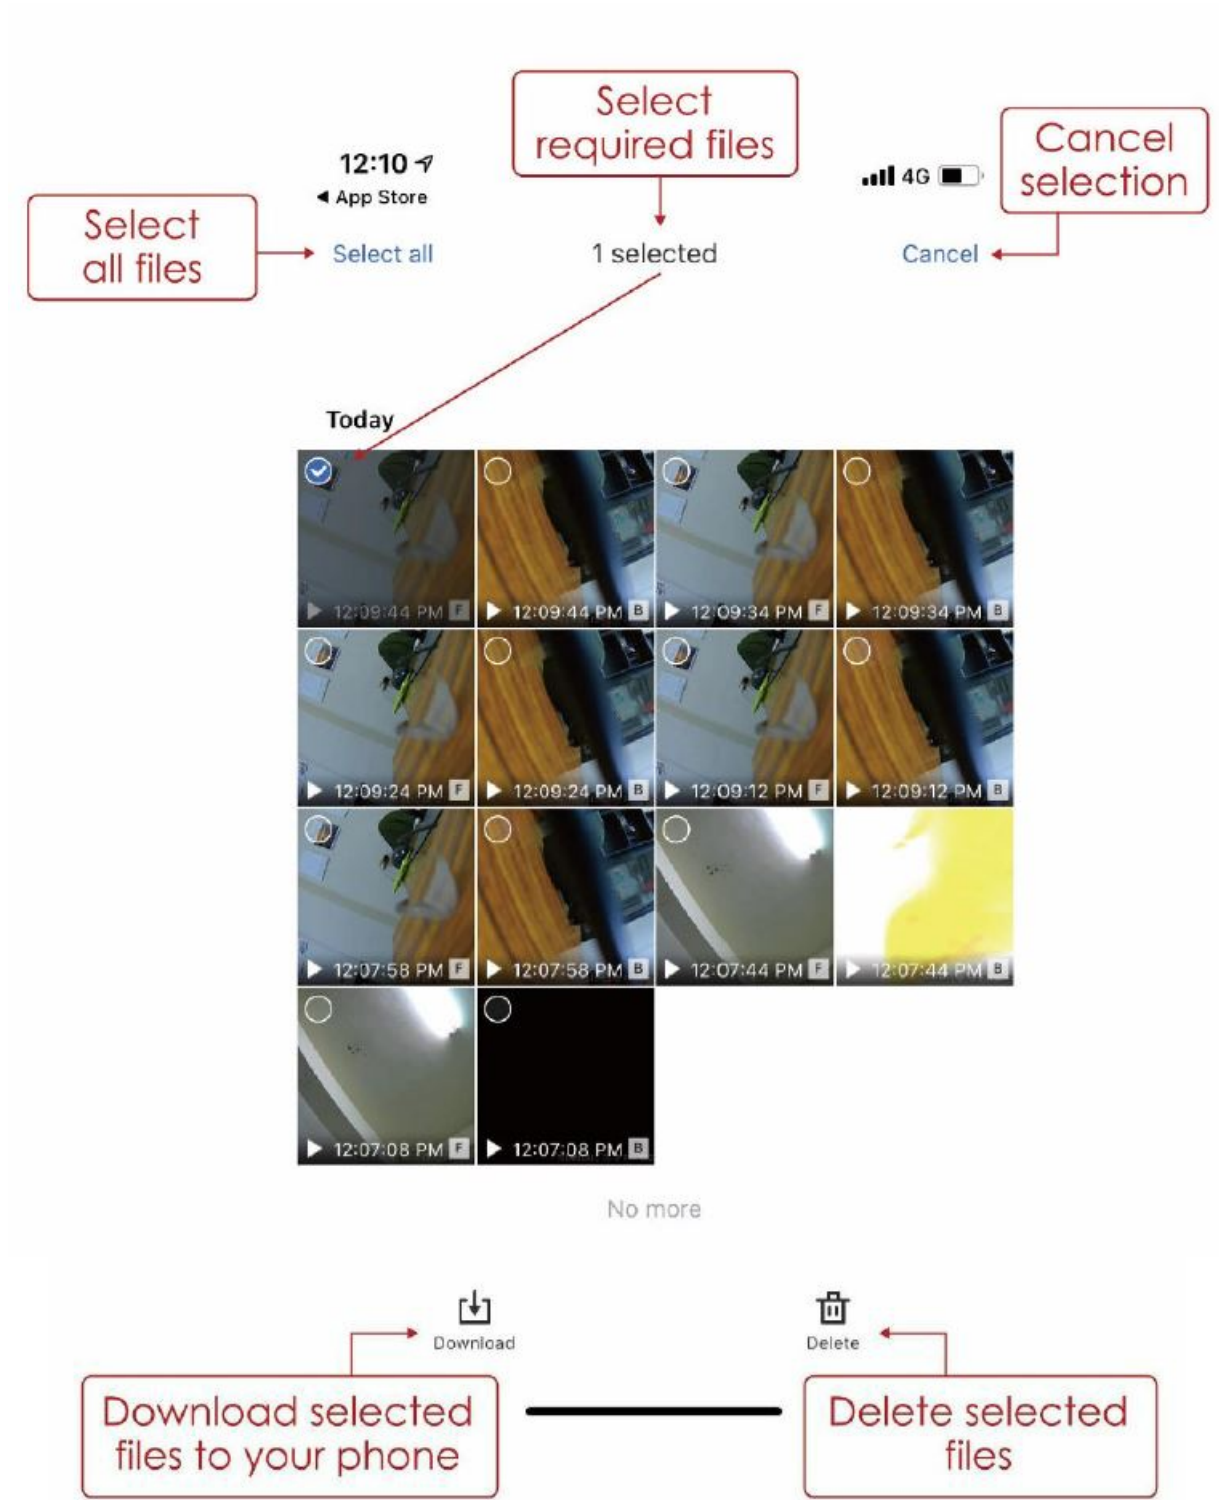 Select
required files
Cancel
selection
12:10
4G
◀ App Store
Select
all files
Select all
1 selected
Cancel
Today
12:09:44 PM F
12:09:44 PM B
12:09:34 PM F
12:09:34 PM B
12:09:24 PM F
12:09:24 PM B
12:09:12 PM F
12:09:12 PM B
12:07:58 PM F
12:07:58 PM B
12:07:44 PM F
12:07:44 PM B
12:07:08 PM F
12:07:08 PM B
No more
Download
Delete
Download selected
files to your phone
Delete selected
files